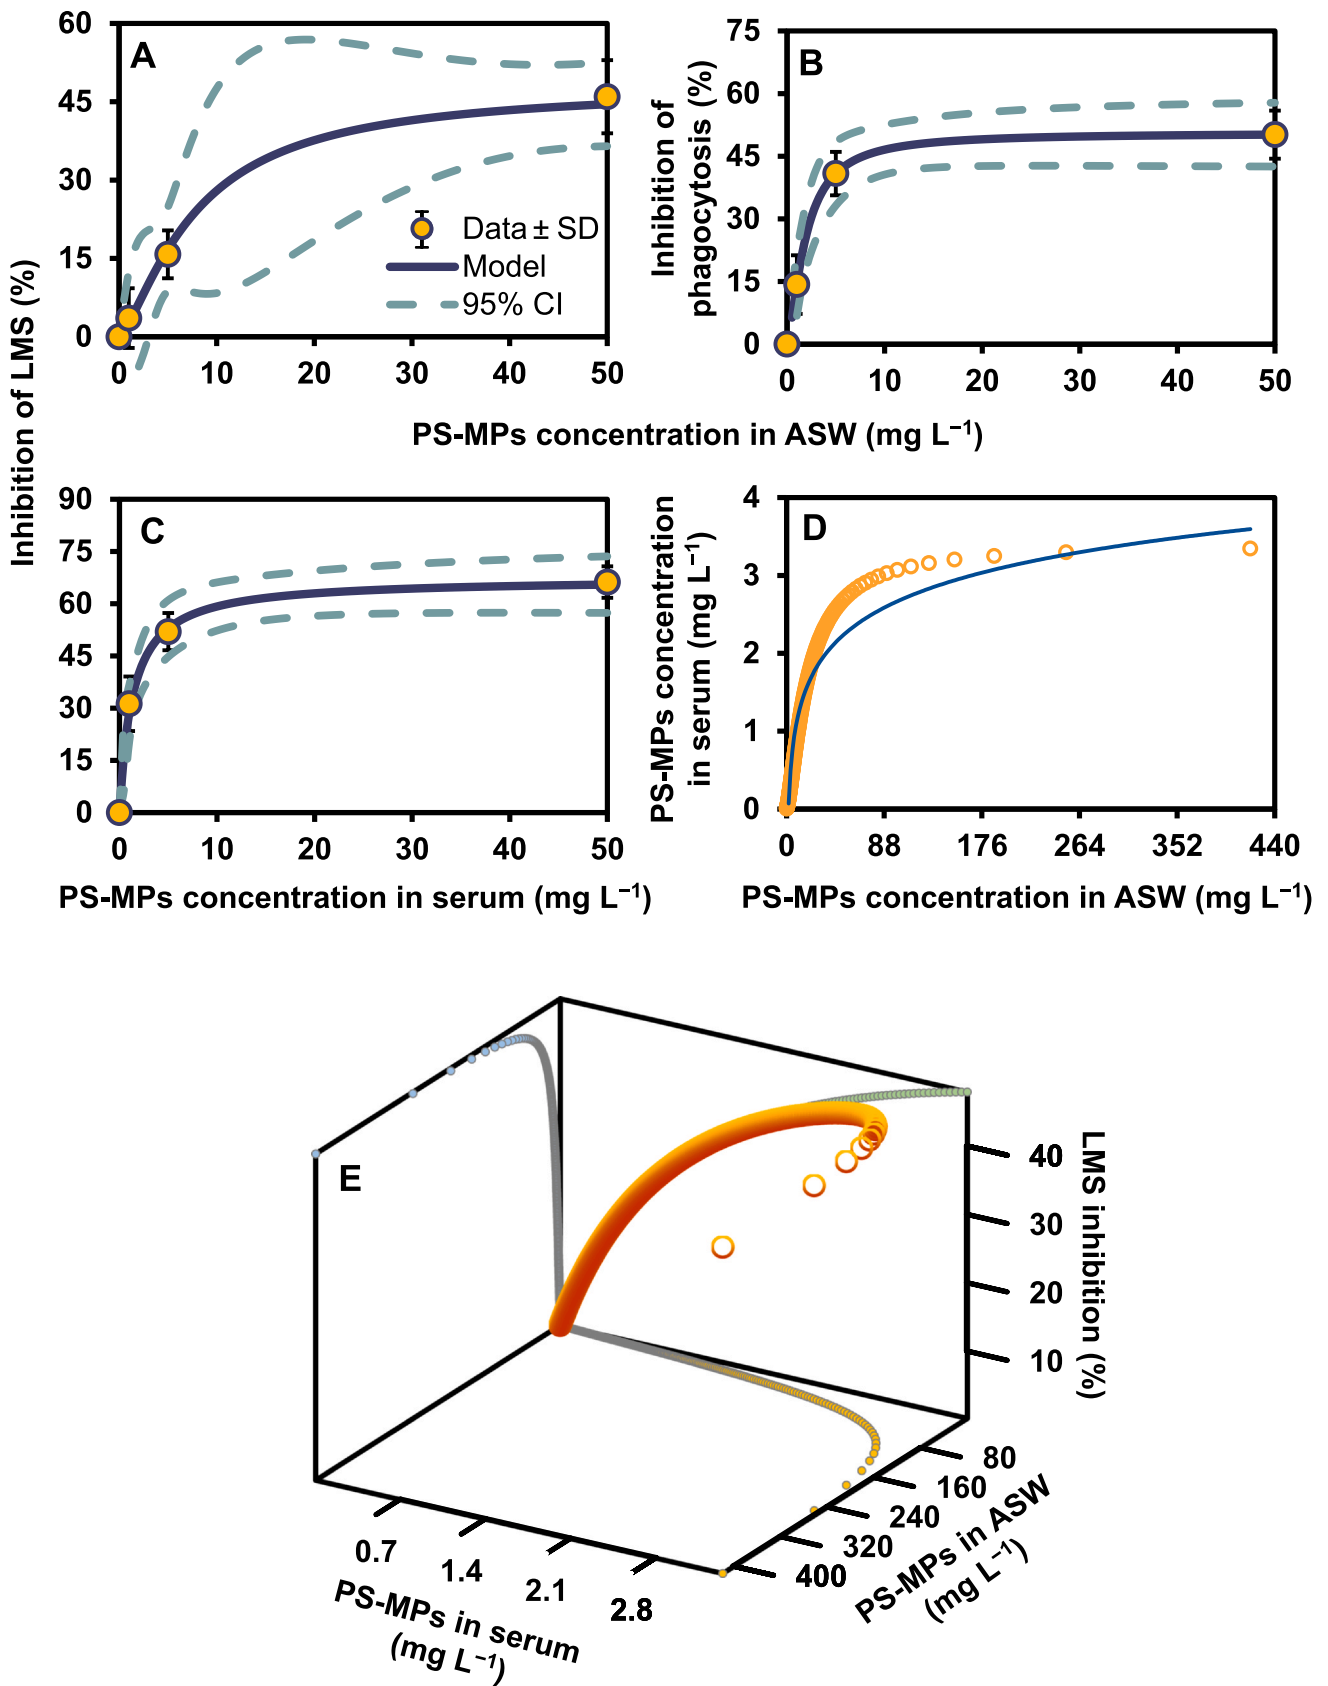 A
60
45
30
15
0
0 10 20 30 40 50
Data ± SD
Model
95% CI
Inhibition of LMS (%)
B
Inhibition of
phagocytosis (%)
75
60
45
30
15
0
0 10 20 30 40 50
PS-MPs concentration in ASW (mg L⁻¹)
C
90
75
60
45
30
15
0
0 10 20 30 40 50
PS-MPs concentration in serum (mg L⁻¹)
D
PS-MPs concentration
in serum (mg L⁻¹)
4
3
2
1
0
0 88 176 264 352 440
PS-MPs concentration in ASW (mg L⁻¹)
E
40
30
20
10
LMS inhibition (%)
80
160
240
320
400
PS-MPs in ASW
(mg L⁻¹)
0.7
1.4
2.1
2.8
PS-MPs in serum
(mg L⁻¹)